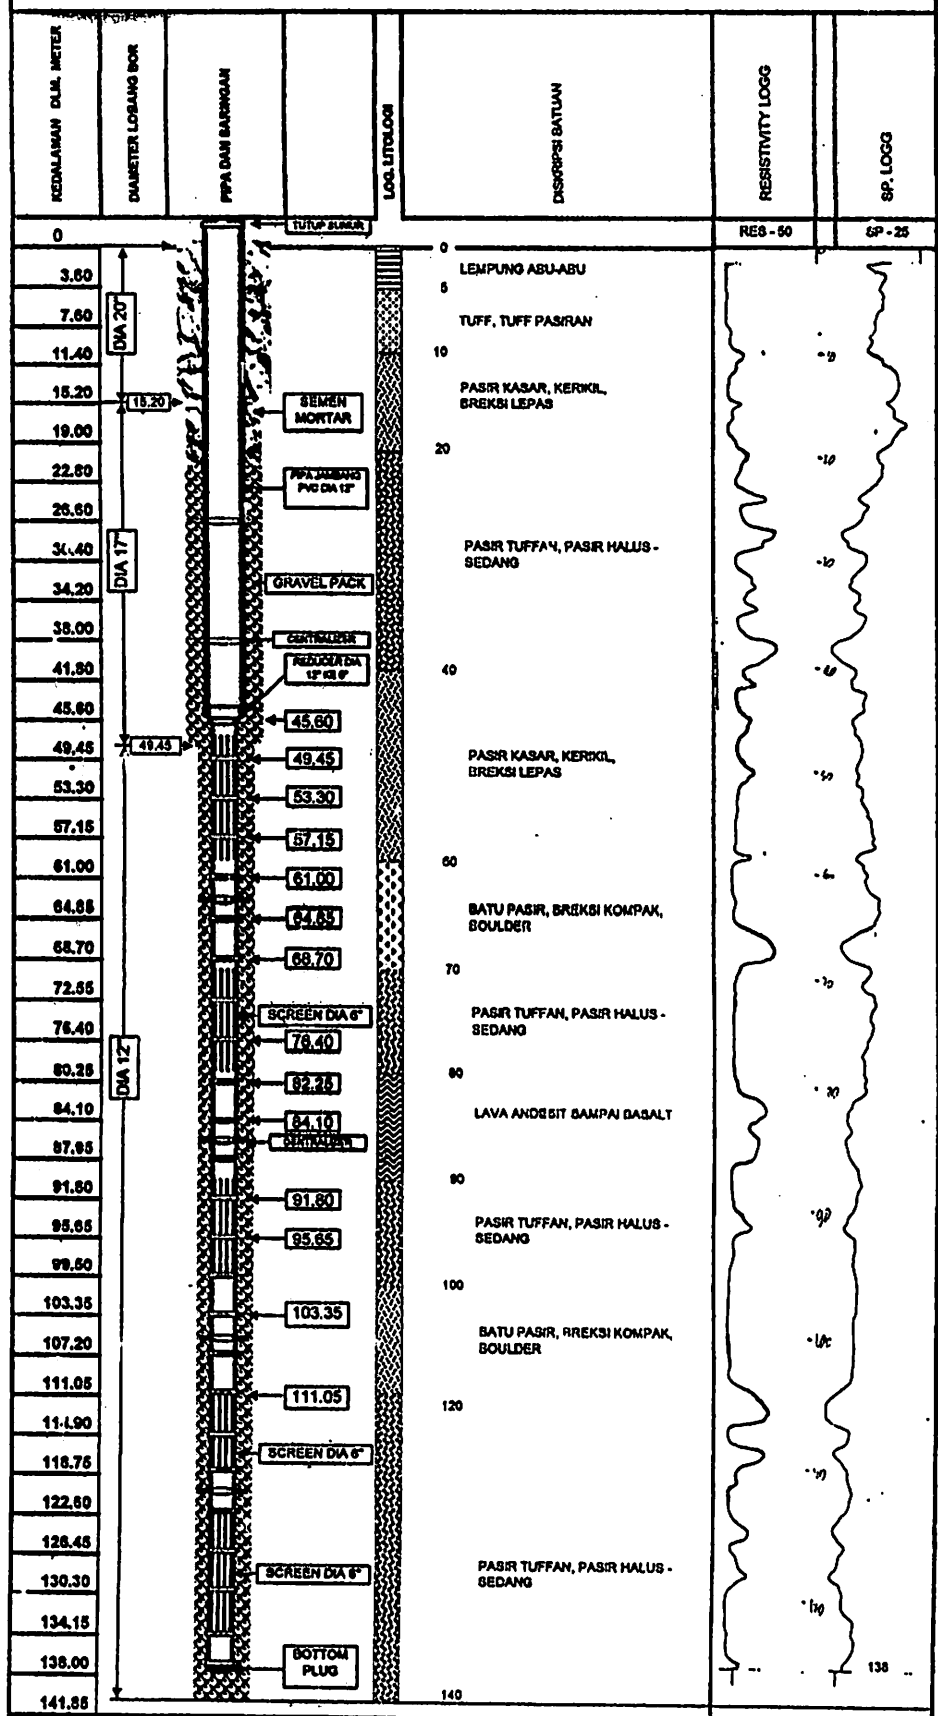 KEDALAMAN DLM. METER
DIAMETER LOBANG BOR
PIPA DAN SARINGAN
LOG. LITOLOGI
DISKRIPSI SATUAN
RESISTIVITY LOGG
SP. LOGG
RES - 50
SP - 25
0
3.60
7.60
11.40
15.20
19.00
22.80
26.60
30.40
34.20
38.00
41.80
45.60
49.45
53.30
57.15
61.00
64.85
68.70
72.55
76.40
80.25
84.10
87.95
91.80
95.65
99.50
103.35
107.20
111.05
114.90
118.75
122.60
126.45
130.30
134.15
138.00
141.85
DIA 20"
15.20
DIA 17"
49.45
DIA 12"
TUTUP SUMUR
SEMEN
MORTAR
PIPA JAMBANG
PVC DIA 12"
GRAVEL PACK
CENTRALIZER
REDUCER DIA
12" KE 6"
45.60
49.45
53.30
57.15
61.00
64.85
68.70
SCREEN DIA 6"
76.40
82.25
84.10
CENTRALIZER
91.80
95.65
103.35
111.05
SCREEN DIA 6"
SCREEN DIA 6"
BOTTOM
PLUG
0
LEMPUNG ABU-ABU
5
TUFF, TUFF PASIRAN
10
PASIR KASAR, KERIKIL,
BREKSI LEPAS
20
PASIR TUFFAN, PASIR HALUS -
SEDANG
40
PASIR KASAR, KERIKIL,
BREKSI LEPAS
60
BATU PASIR, BREKSI KOMPAK,
BOULDER
70
PASIR TUFFAN, PASIR HALUS -
SEDANG
80
LAVA ANDESIT SAMPAI BASALT
90
PASIR TUFFAN, PASIR HALUS -
SEDANG
100
BATU PASIR, BREKSI KOMPAK,
BOULDER
120
PASIR TUFFAN, PASIR HALUS -
SEDANG
140
138